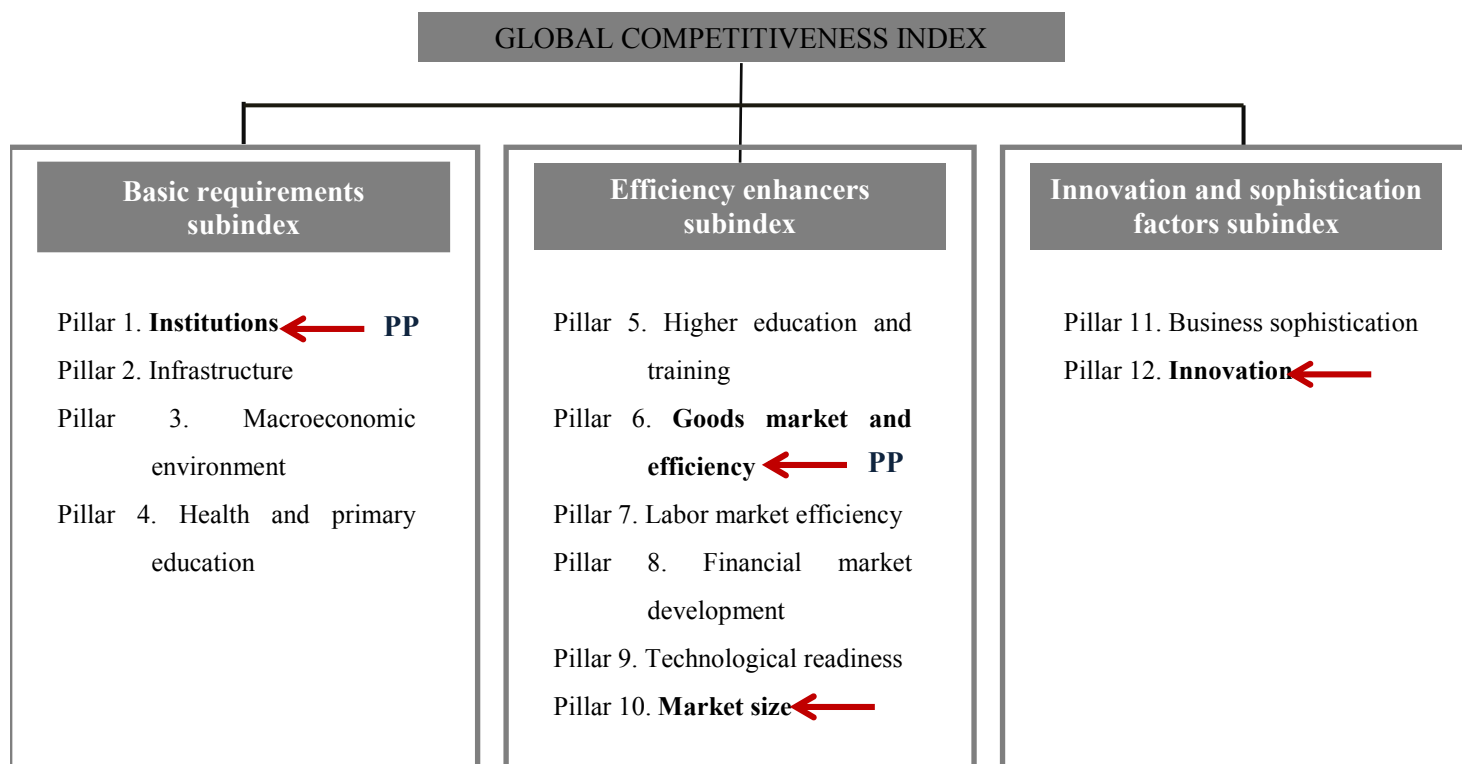 GLOBAL COMPETITIVENESS INDEX
Basic requirements
subindex
Pillar 1. Institutions PP
Pillar 2. Infrastructure
Pillar 3. Macroeconomic
environment
Pillar 4. Health and primary
education
Efficiency enhancers
subindex
Pillar 5. Higher education and
training
Pillar 6. Goods market and
efficiency PP
Pillar 7. Labor market efficiency
Pillar 8. Financial market
development
Pillar 9. Technological readiness
Pillar 10. Market size
Innovation and sophistication
factors subindex
Pillar 11. Business sophistication
Pillar 12. Innovation